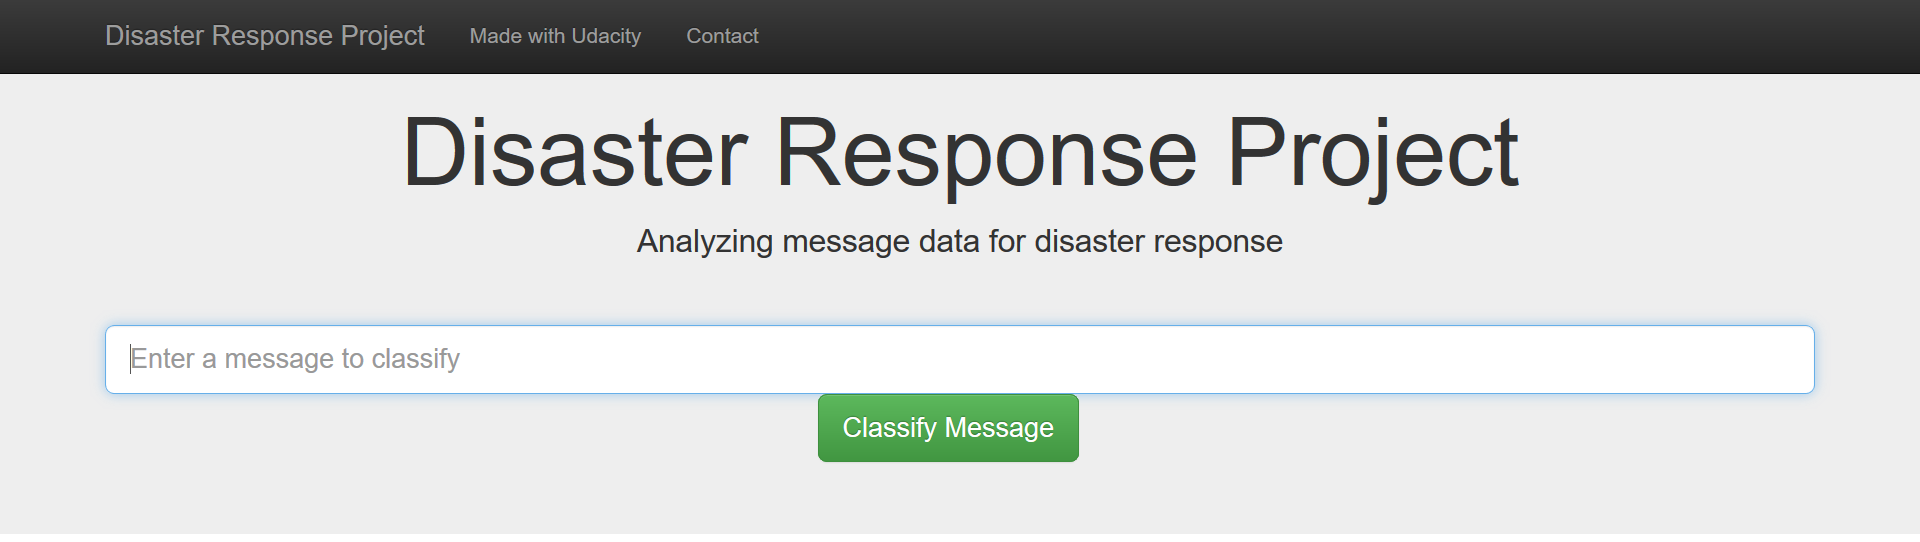 Disaster Response Project Made with Udacity Contact
Disaster Response Project
Analyzing message data for disaster response
Enter a message to classify
Classify Message